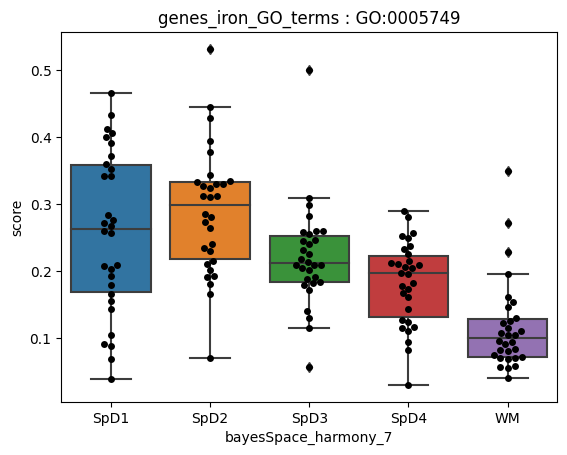 genes_iron_GO_terms : GO:0005749
0.5
0.4
0.3
0.2
0.1
score
SpD1 SpD2 SpD3 SpD4 WM
bayesSpace_harmony_7